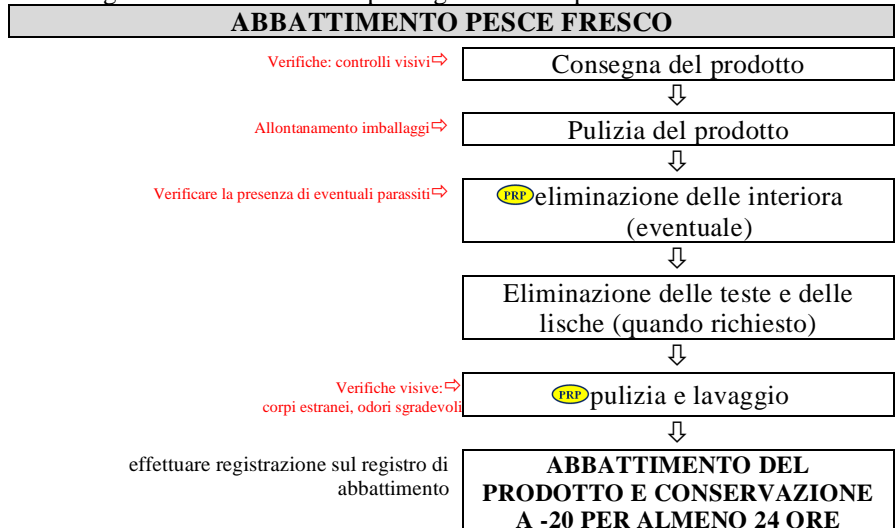 ABBATTIMENTO PESCE FRESCO
Verifiche: controlli visivi⇨
Consegna del prodotto
⇩
Allontanamento imballaggi⇨
Pulizia del prodotto
⇩
Verificare la presenza di eventuali parassiti⇨
PRP eliminazione delle interiora
(eventuale)
⇩
Eliminazione delle teste e delle
lische (quando richiesto)
⇩
Verifiche visive:⇨
corpi estranei, odori sgradevoli
PRP pulizia e lavaggio
⇩
effettuare registrazione sul registro di
abbattimento
ABBATTIMENTO DEL
PRODOTTO E CONSERVAZIONE
A -20 PER ALMENO 24 ORE